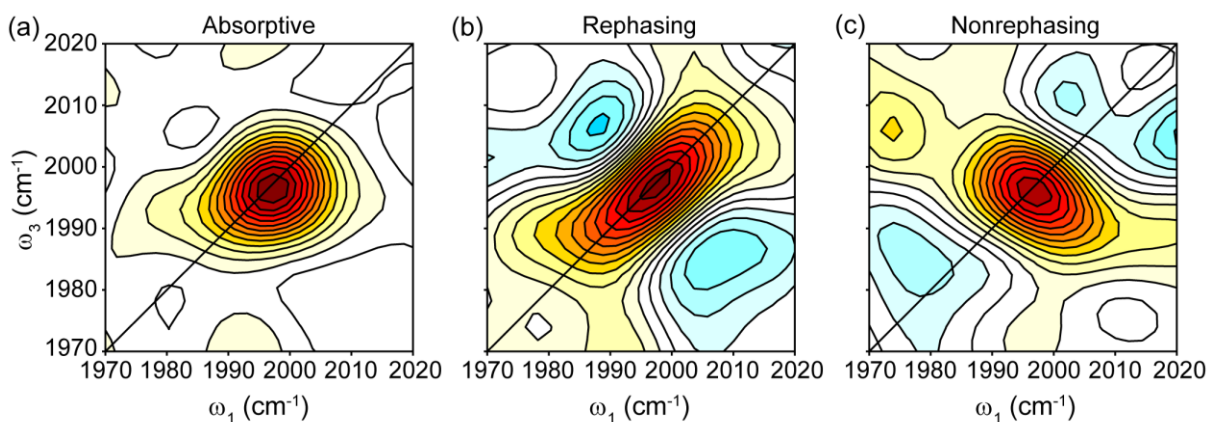 (a) Absorptive
(b) Rephasing
(c) Nonrephasing
2020
2010
2000
1990
1980
1970
ω₃ (cm⁻¹)
1970 1980 1990 2000 2010 2020
1970 1980 1990 2000 2010 2020
1970 1980 1990 2000 2010 2020
ω₁ (cm⁻¹)
ω₁ (cm⁻¹)
ω₁ (cm⁻¹)